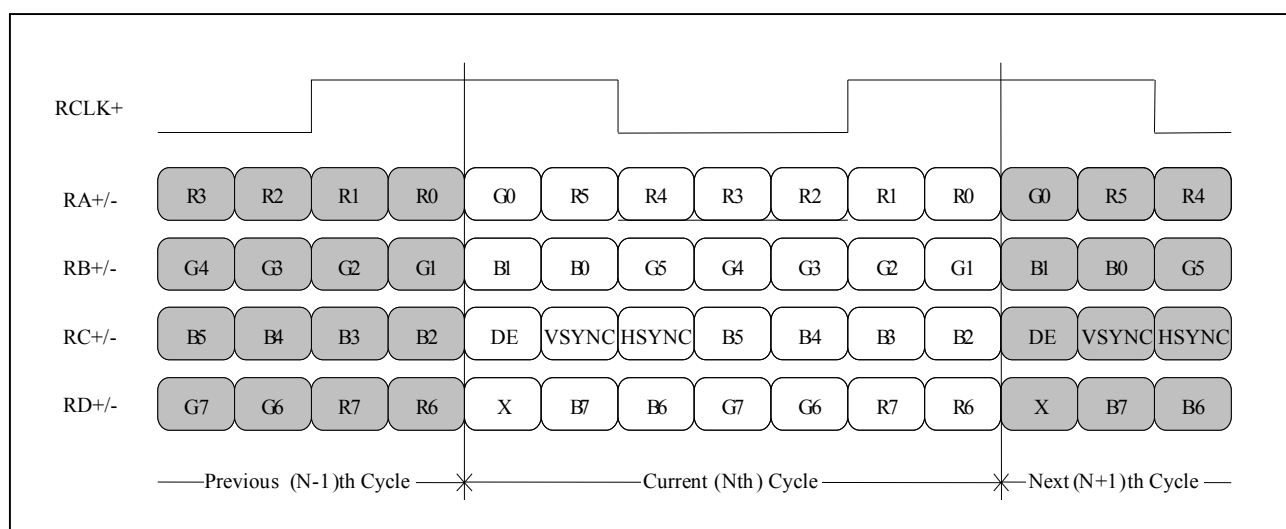 RCLK+
RA+/- R3 R2 R1 R0 G0 R5 R4 R3 R2 R1 R0 G0 R5 R4
RB+/- G4 G3 G2 G1 B1 B0 G5 G4 G3 G2 G1 B1 B0 G5
RC+/- B5 B4 B3 B2 DE VSYNC HSYNC B5 B4 B3 B2 DE VSYNC HSYNC
RD+/- G7 G6 R7 R6 X B7 B6 G7 G6 R7 R6 X B7 B6
Previous (N-1)th Cycle Current (Nth) Cycle Next (N+1)th Cycle